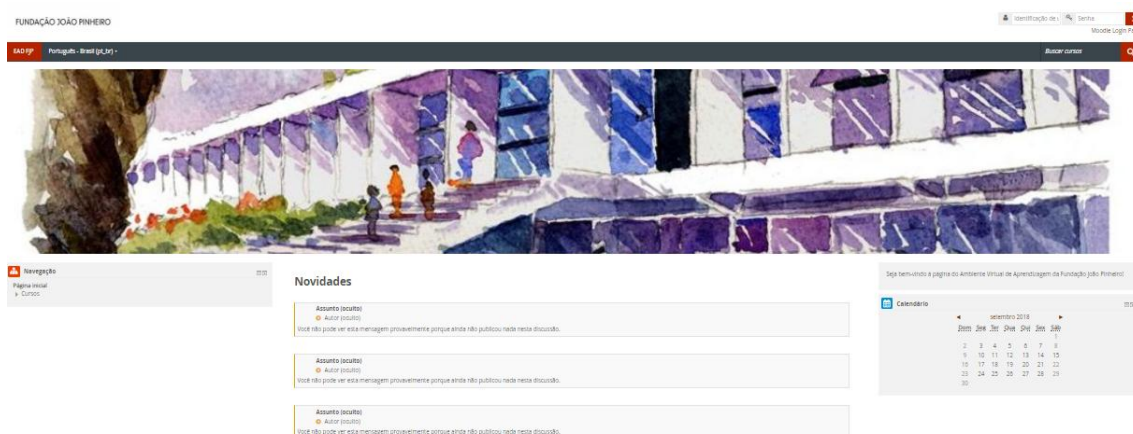 FUNDAÇÃO JOÃO PINHEIRO
Identificação de
Senha
Moodle Login
EAD FJP
Português - Brasil (pt_br)
Buscar cursos
Navegação
Página inicial
Cursos
Novidades
Assunto (oculto)
Autor (oculto)
Você não pode ver esta mensagem provavelmente porque ainda não publicou nada nesta discussão.
Assunto (oculto)
Autor (oculto)
Você não pode ver esta mensagem provavelmente porque ainda não publicou nada nesta discussão.
Assunto (oculto)
Autor (oculto)
Você não pode ver esta mensagem provavelmente porque ainda não publicou nada nesta discussão.
Seja bem-vindo à página do Ambiente Virtual de Aprendizagem da Fundação João Pinheiro!
Calendário
setembro 2018
Dom Seg Ter Qua Qui Sex Sáb
1
2 3 4 5 6 7 8
9 10 11 12 13 14 15
16 17 18 19 20 21 22
23 24 25 26 27 28 29
30